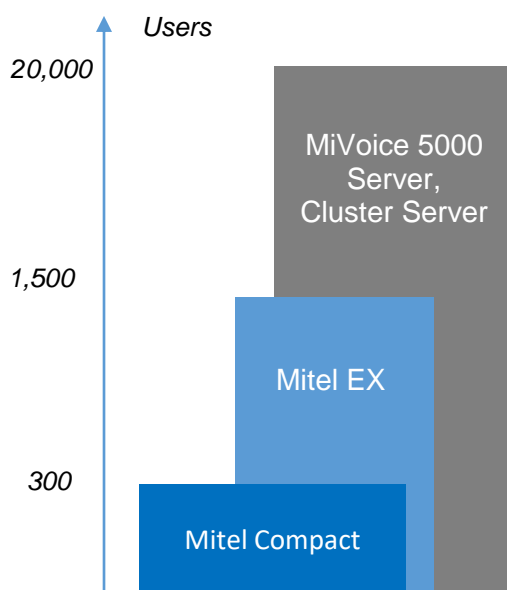 Users
20,000
MiVoice 5000
Server,
Cluster Server
1,500
Mitel EX
300
Mitel Compact